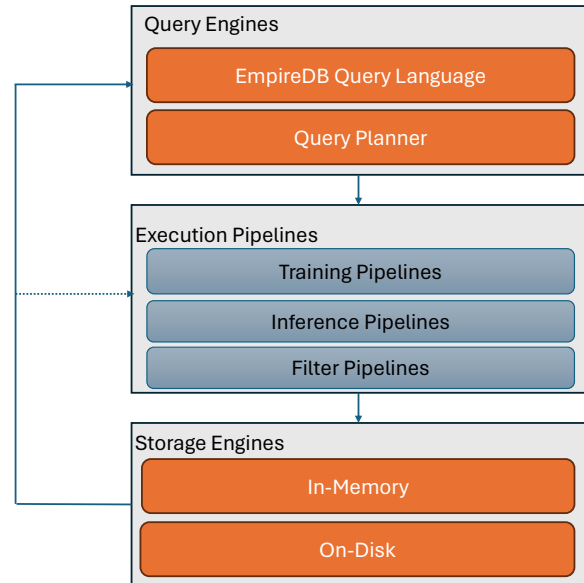 Query Engines
EmpireDB Query Language
Query Planner
Execution Pipelines
Training Pipelines
Inference Pipelines
Filter Pipelines
Storage Engines
In-Memory
On-Disk